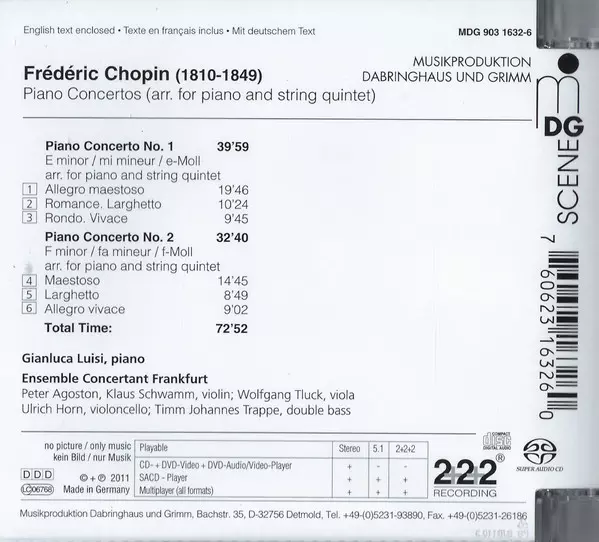 English text enclosed • Texte en français inclus • Mit deutschem Text
MDG 903 1632-6
MUSIKPRODUKTION
DABRINGHAUS UND GRIMM
DG
SCENE
Frédéric Chopin (1810-1849)
Piano Concertos (arr. for piano and string quintet)
Piano Concerto No. 1 39’59
E minor / mi mineur / e-Moll
arr. for piano and string quintet
1 Allegro maestoso 19’46
2 Romance. Larghetto 10’24
3 Rondo. Vivace 9’45
Piano Concerto No. 2 32’40
F minor / fa mineur / f-Moll
arr. for piano and string quintet
4 Maestoso 14’45
5 Larghetto 8’49
6 Allegro vivace 9’02
Total Time: 72’52
7 60623 16326 0
Gianluca Luisi, piano
Ensemble Concertant Frankfurt
Peter Agoston, Klaus Schwamm, violin; Wolfgang Tluck, viola
Ulrich Horn, violoncello; Timm Johannes Trappe, double bass
no picture / only music
kein Bild / nur Musik
DDD
LC 06768
© + ℗ 2011
Made in Germany
Playable Stereo 5.1 2+2+2
CD- + DVD-Video + DVD-Audio/Video-Player + - -
SACD - Player + + +
Multiplayer (all formats) + + +
2+2+2®
RECORDING
COMPACT
disc
DIGITAL AUDIO
SUPER AUDIO CD
Musikproduktion Dabringhaus und Grimm, Bachstr. 35, D-32756 Detmold, Tel. +49-(0)5231-93890, Fax. +49-(0)5231-26186